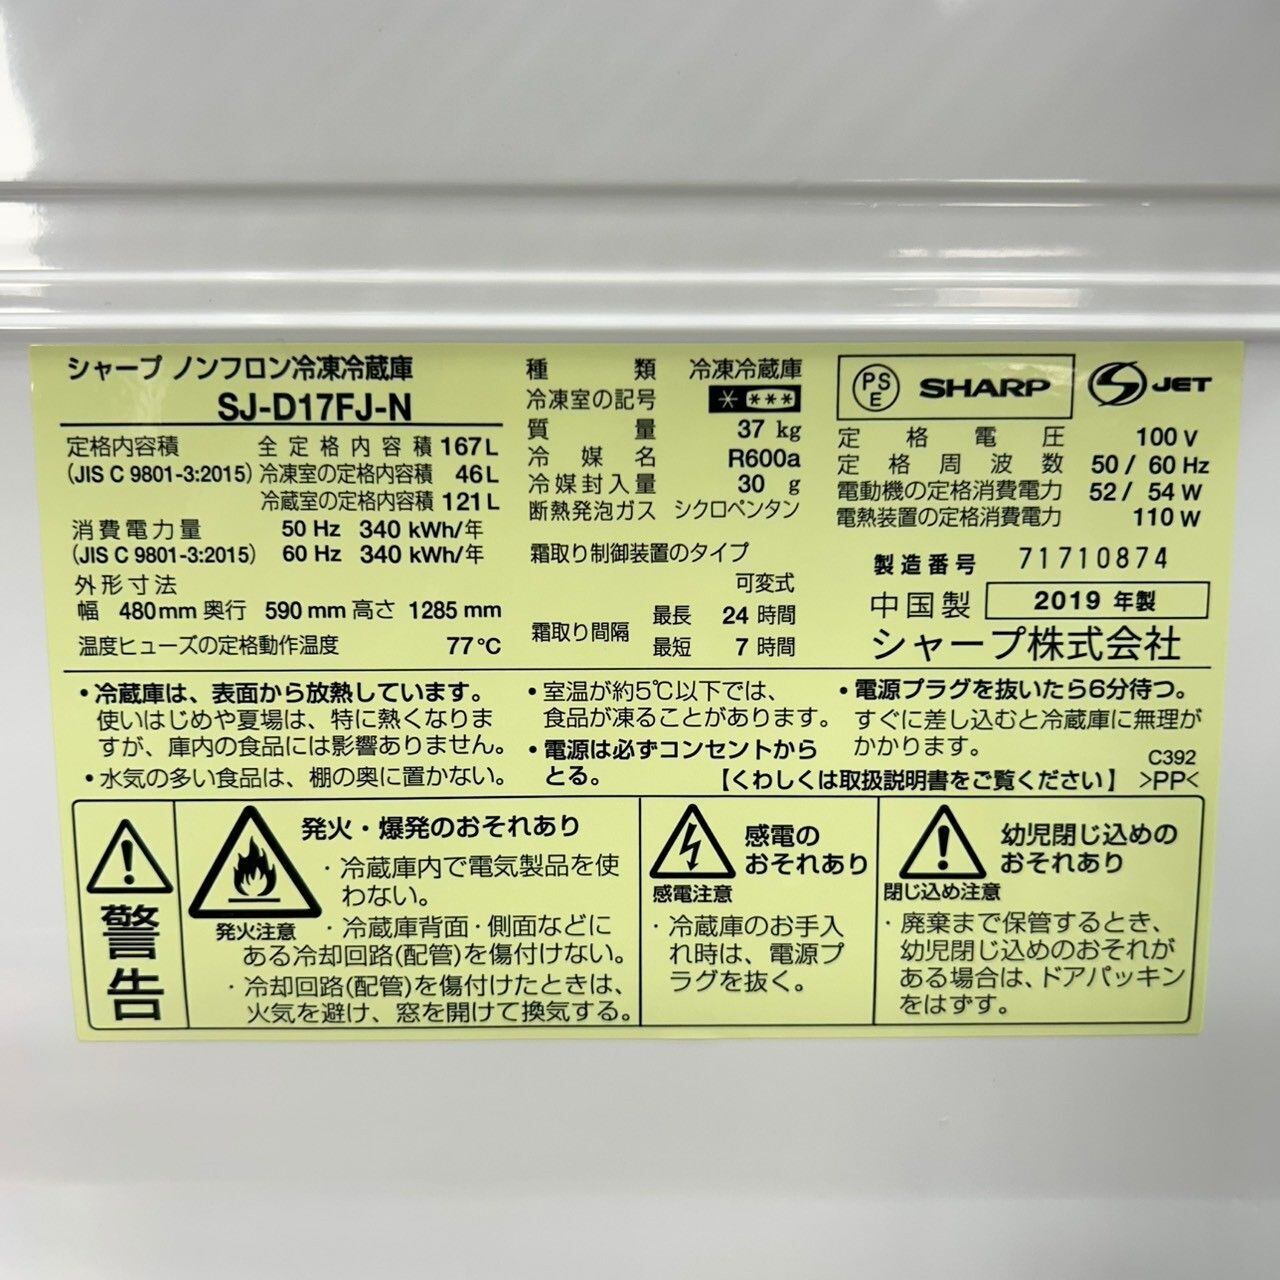 シャープ ノンフロン冷凍冷蔵庫
SJ-D17FJ-N
定格内容積 全定格内容積 167L
(JIS C 9801-3:2015) 冷凍室の定格内容積 46L
冷蔵室の定格内容積 121L
消費電力量 50 Hz 340 kWh/年
(JIS C 9801-3:2015) 60 Hz 340 kWh/年
外形寸法
幅 480mm 奥行 590mm 高さ 1285mm
温度ヒューズの定格動作温度 77℃
種類 冷凍冷蔵庫
冷凍室の記号 * ***
質量 37 kg
冷媒名 R600a
冷媒封入量 30 g
断熱発泡ガス シクロペンタン
霜取り制御装置のタイプ
可変式
霜取り間隔 最長 24 時間
最短 7 時間
PSE SHARP JET
定格電圧 100 V
定格周波数 50 / 60 Hz
電動機の定格消費電力 52 / 54 W
電熱装置の定格消費電力 110 W
製造番号 71710874
中国製 2019 年製
シャープ株式会社
・冷蔵庫は、表面から放熱しています。
使いはじめや夏場は、特に熱くなりま
すが、庫内の食品には影響ありません。
・水気の多い食品は、棚の奥に置かない。
・室温が約5℃以下では、
食品が凍ることがあります。
・電源は必ずコンセントから
とる。
・電源プラグを抜いたら6分待つ。
すぐに差し込むと冷蔵庫に無理が
かかります。
C392
【くわしくは取扱説明書をご覧ください】 >PP<
警告
発火注意
発火・爆発のおそれあり
・冷蔵庫内で電気製品を使
わない。
・冷蔵庫背面・側面などに
ある冷却回路(配管)を傷付けない。
・冷却回路(配管)を傷付けたときは、
火気を避け、窓を開けて換気する。
感電の
おそれあり
感電注意
・冷蔵庫のお手入
れ時は、電源プ
ラグを抜く。
幼児閉じ込めの
おそれあり
閉じ込め注意
・廃棄まで保管するとき、
幼児閉じ込めのおそれが
ある場合は、ドアパッキン
をはずす。